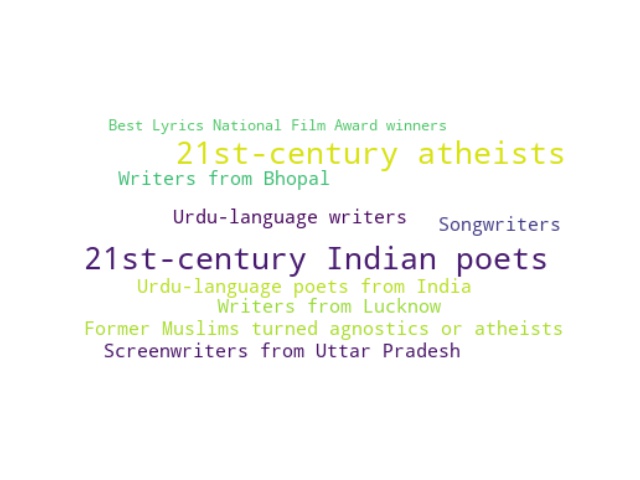 Best Lyrics National Film Award winners
21st-century atheists
Writers from Bhopal
Urdu-language writers
Songwriters
21st-century Indian poets
Urdu-language poets from India
Writers from Lucknow
Former Muslims turned agnostics or atheists
Screenwriters from Uttar Pradesh